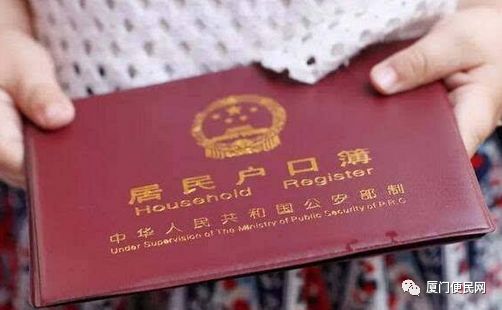 居民户口簿
Household Register
中华人民共和国公安部制
Under Supervision of The Ministry of Public Security of P.R.C
厦门便民网